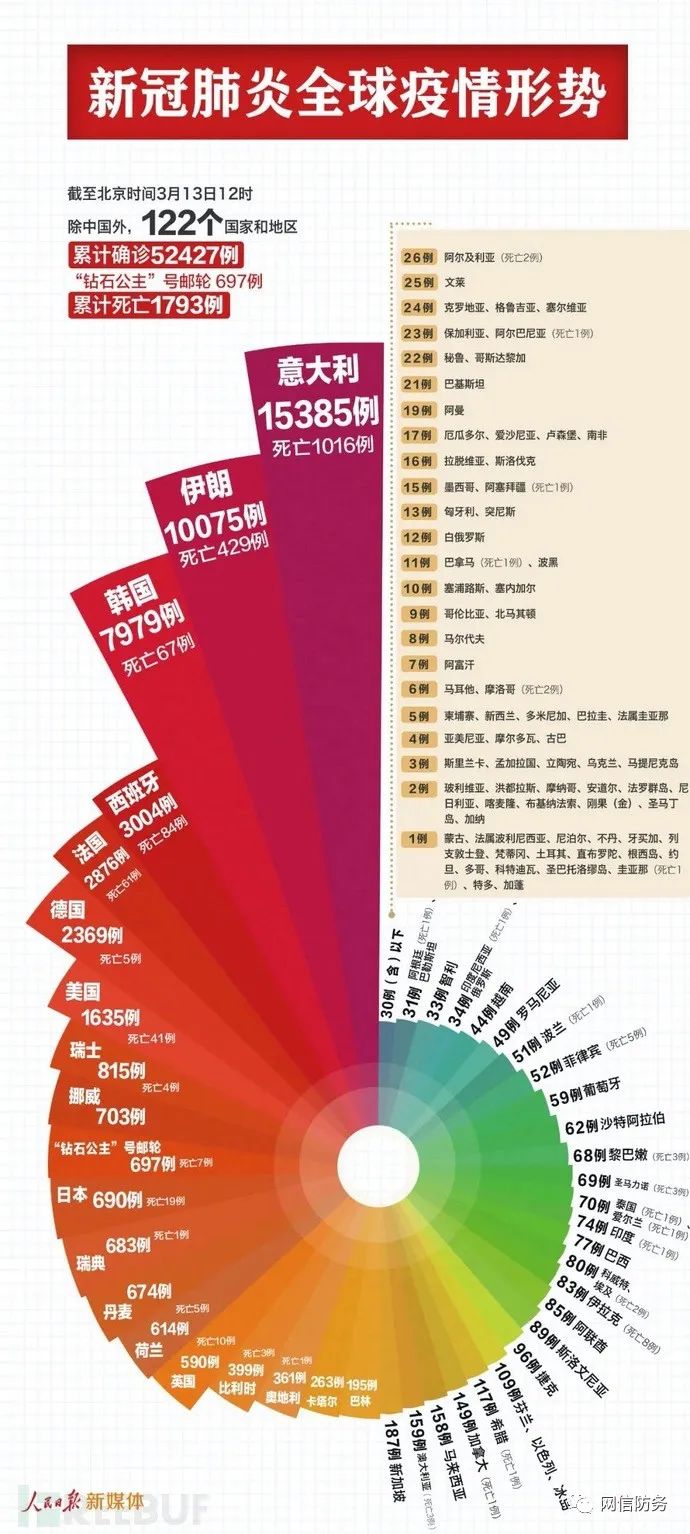 新冠肺炎全球疫情形势
截至北京时间3月13日12时
除中国外，122个国家和地区
累计确诊52427例
“钻石公主”号邮轮 697例
累计死亡1793例
26例 阿尔及利亚（死亡2例）
25例 文莱
24例 克罗地亚、格鲁吉亚、塞尔维亚
23例 保加利亚、阿尔巴尼亚（死亡1例）
22例 秘鲁、哥斯达黎加
21例 巴基斯坦
19例 阿曼
17例 厄瓜多尔、爱沙尼亚、卢森堡、南非
16例 拉脱维亚、斯洛伐克
15例 墨西哥、阿塞拜疆（死亡1例）
13例 匈牙利、突尼斯
12例 白俄罗斯
11例 巴拿马（死亡1例）、波黑
10例 塞浦路斯、塞内加尔
9例 哥伦比亚、北马其顿
8例 马尔代夫
7例 阿富汗
6例 马耳他、摩洛哥（死亡2例）
5例 柬埔寨、新西兰、多米尼加、巴拉圭、法属圭亚那
4例 亚美尼亚、摩尔多瓦、古巴
3例 斯里兰卡、孟加拉国、立陶宛、乌克兰、马提尼克岛
2例 玻利维亚、洪都拉斯、摩纳哥、安道尔、法罗群岛、尼
日利亚、喀麦隆、布基纳法索、刚果（金）、圣马丁
岛、加纳
1例 蒙古、法属波利尼西亚、尼泊尔、不丹、牙买加、列
支敦士登、梵蒂冈、土耳其、直布罗陀、根西岛、约
旦、多哥、科特迪瓦、圣巴托洛缪岛、圭亚那（死亡1
例）、特多、加蓬
意大利
15385例
死亡1016例
伊朗
10075例
死亡429例
韩国
7979例
死亡67例
西班牙
3004例
死亡84例
法国
2876例
死亡61例
德国
2369例
死亡5例
美国
1635例
死亡41例
瑞士
815例
死亡4例
挪威
703例
“钻石公主”号邮轮
697例 死亡7例
日本 690例 死亡19例
683例 死亡1例
瑞典
674例
丹麦
死亡5例
614例
荷兰
死亡10例
590例
英国
死亡3例
399例
比利时
死亡1例
361例
奥地利
263例
卡塔尔
195例
巴林
30例（含）以下
31例 阿根廷（死亡1例）、
巴勒斯坦
33例 智利
34例 印度尼西亚（死亡1例）、
俄罗斯
44例 越南
49例 罗马尼亚
51例 波兰（死亡1例）
52例 菲律宾（死亡5例）
59例 葡萄牙
62例 沙特阿拉伯
68例 黎巴嫩（死亡3例）
69例 圣马力诺（死亡3例）
70例 泰国（死亡1例）、
爱尔兰（死亡1例）
74例 印度（死亡1例）
77例 巴西
80例 科威特、
埃及（死亡2例）
83例 伊拉克（死亡8例）
85例 阿联酋
89例 斯洛文尼亚
96例 捷克
109例 芬兰、以色列、冰岛
117例 希腊（死亡1例）
149例 加拿大（死亡1例）
158例 马来西亚
159例 澳大利亚（死亡3例）
187例 新加坡
人民日报 新媒体
REEBUF
网信防务